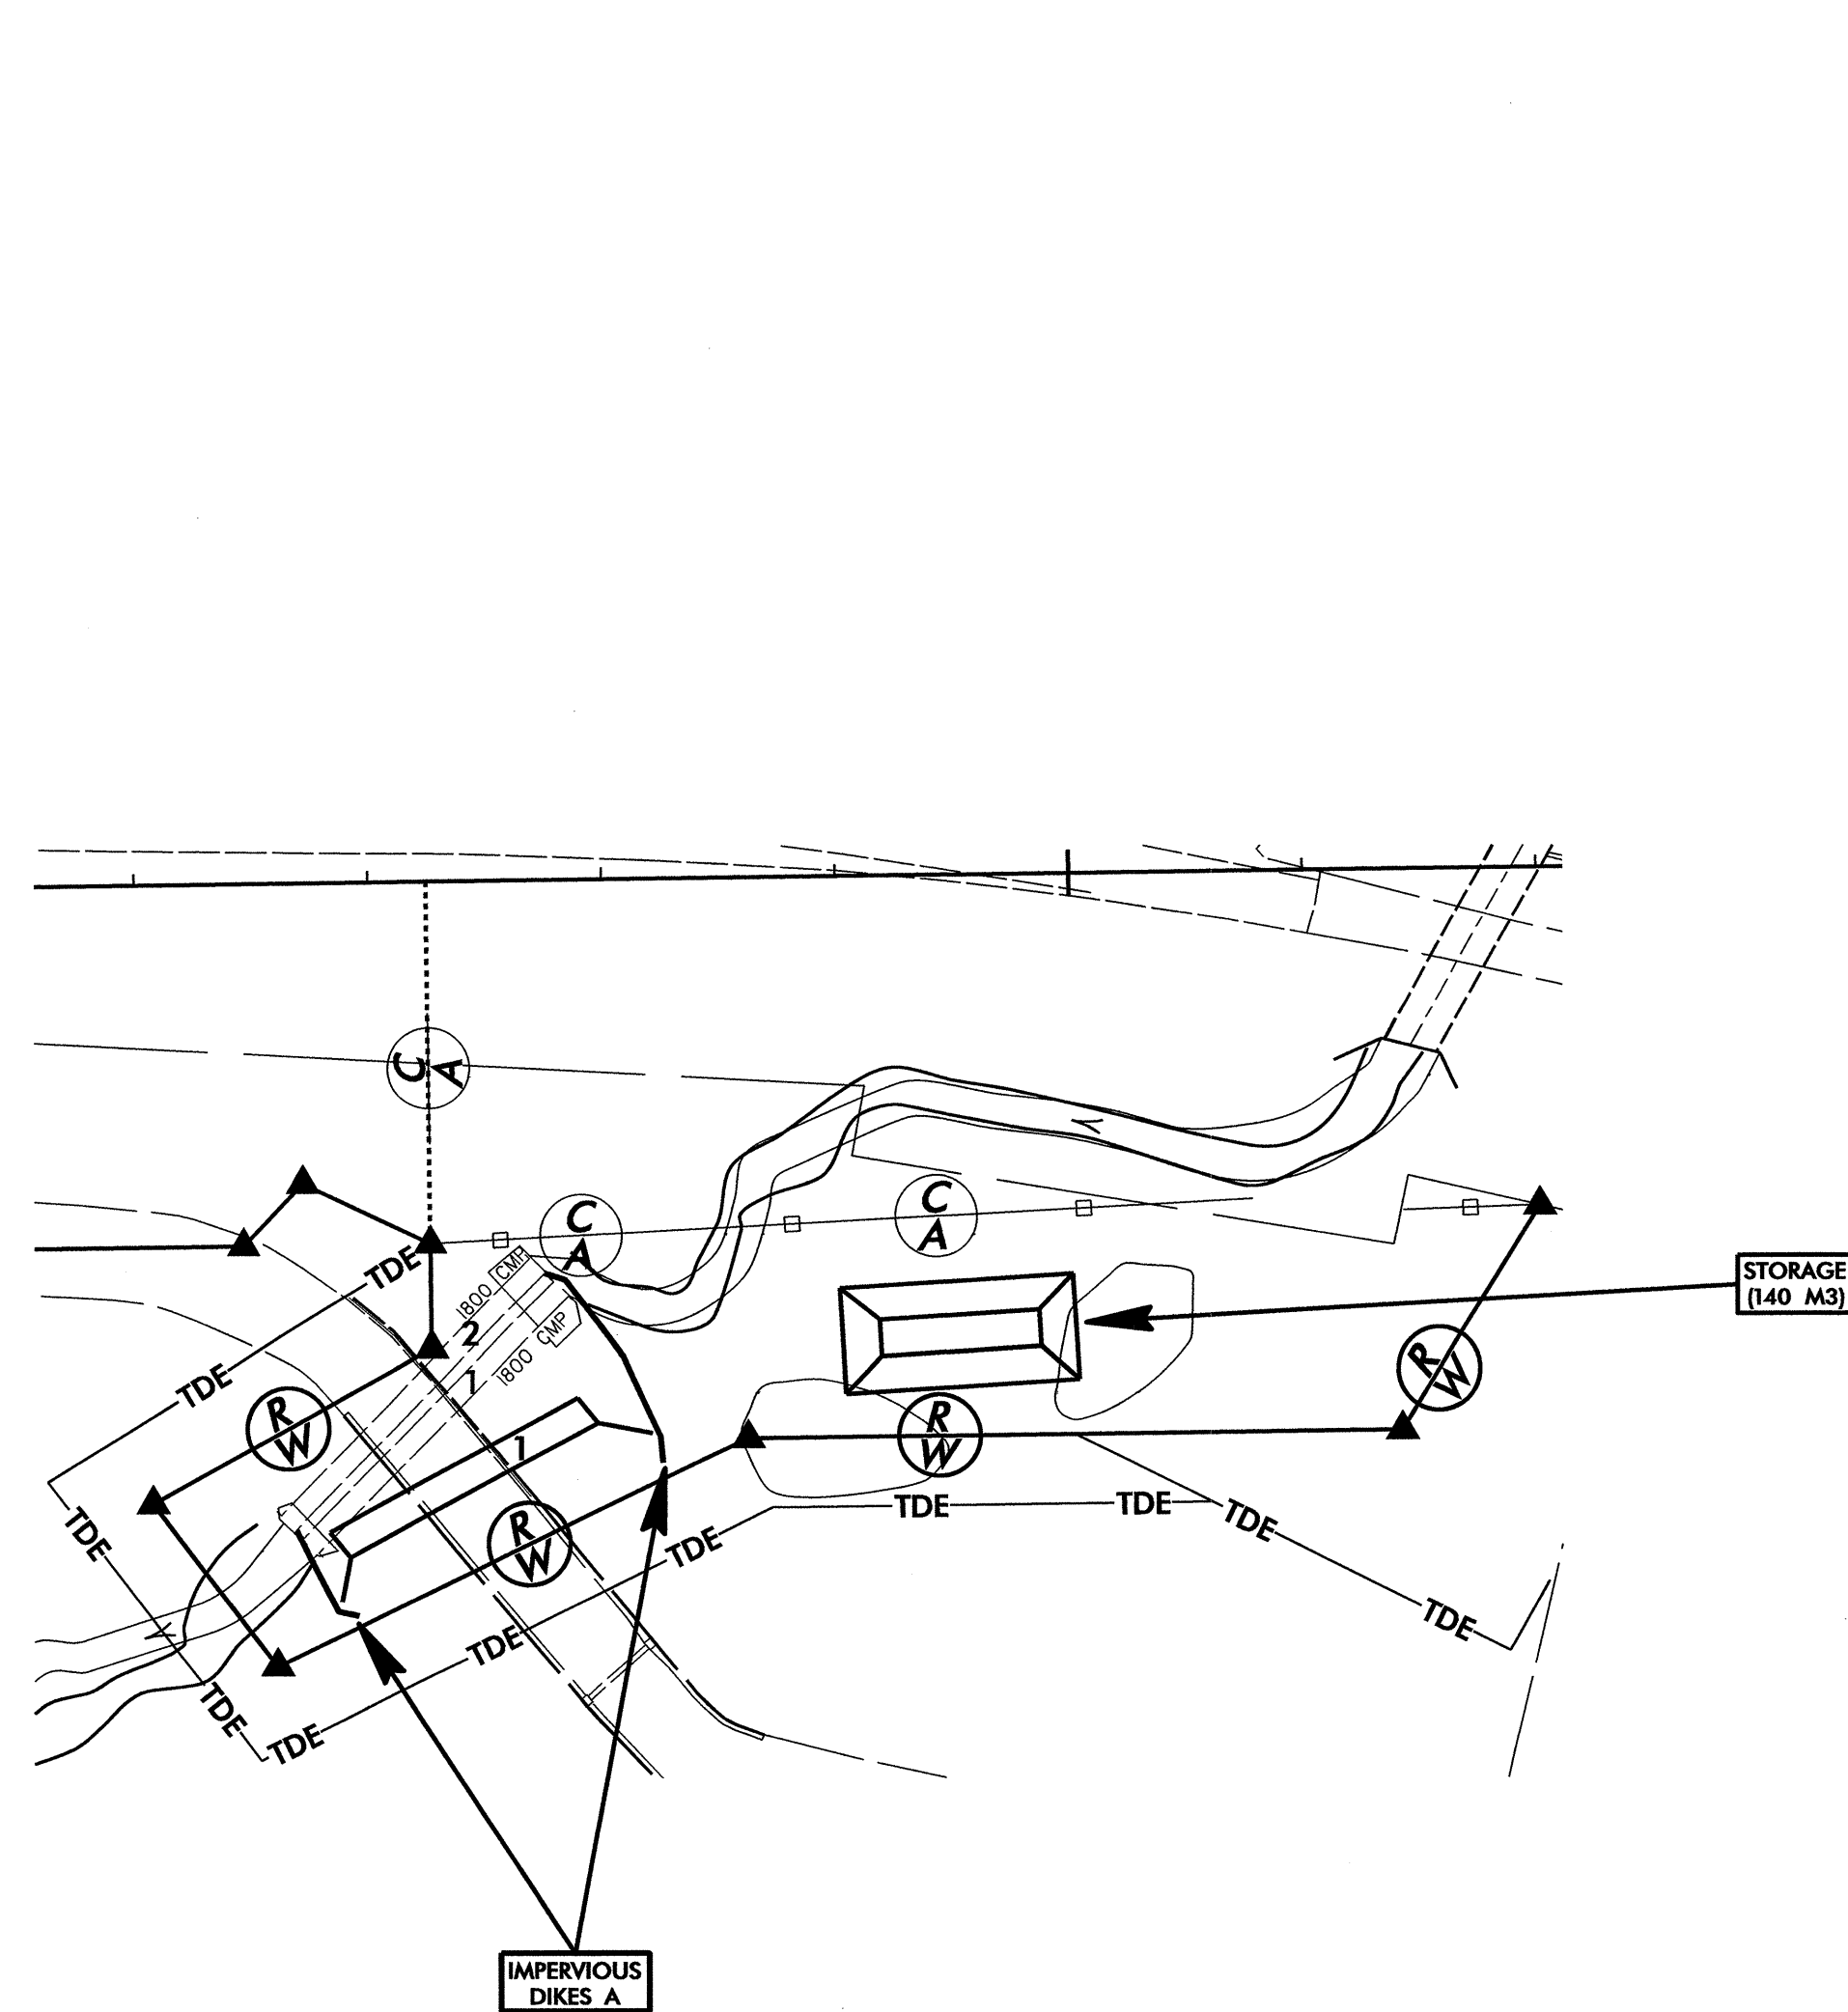 C
A
C
A
C
A
TDE
1800 CMP
STORAGE
(140 M3)
2
CMP
1800
1
TDE
R
W
R
W
R
W
1
TDE
TDE
TDE
TDE
R
W
TDE
TDE
TDE
TDE
TDE
IMPERVIOUS
DIKES A